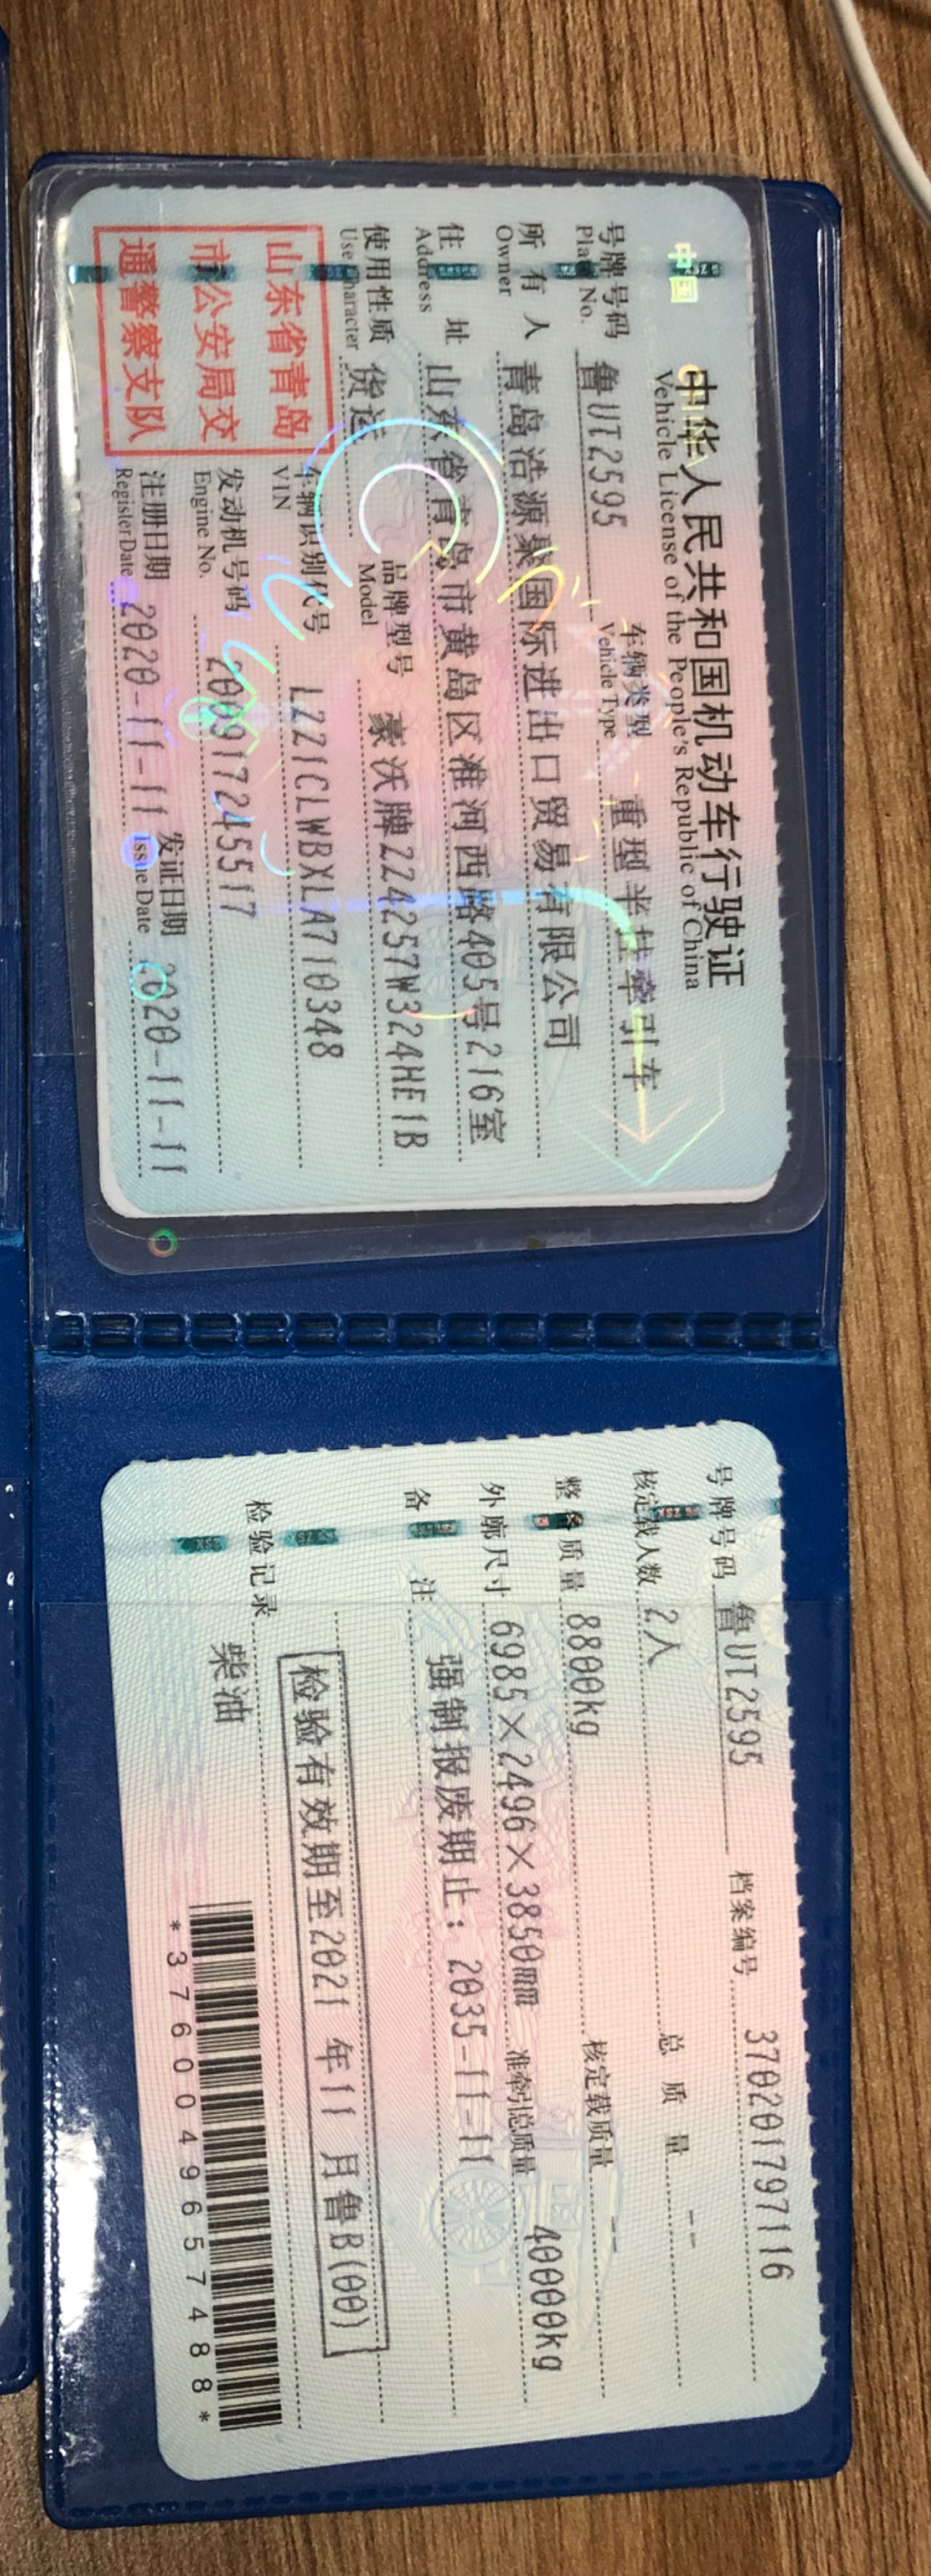 中国
中华人民共和国机动车行驶证
Vehicle License of the People's Republic of China
号牌号码 鲁UT2595 车辆类型 重型半挂牵引车
Plate No. Vehicle Type
所有人 青岛浩源聚国际进出口贸易有限公司
Owner
住址 山东省青岛市黄岛区淮河西路405号216室
Address
使用性质 货运 品牌型号 豪沃牌ZZ4257W324HE1B
Use Character Model
山东省青岛
市公安局交
通警察支队
车辆识别代号 LZZ1CLWBXLA710348
VIN
发动机号码 200917245517
Engine No.
注册日期 2020-11-11 发证日期 2020-11-11
Register Date Issue Date
号牌号码 鲁UT2595 档案编号 370201797116
核定载人数 2人 总质量 --
整备质量 8800kg 核定载质量 --
外廓尺寸 6985×2496×3850mm 准牵引总质量 40000kg
备注 强制报废期止：2035-11-11
检验有效期至2021年11月鲁B(00)
检验记录
柴油
*3760049657488*